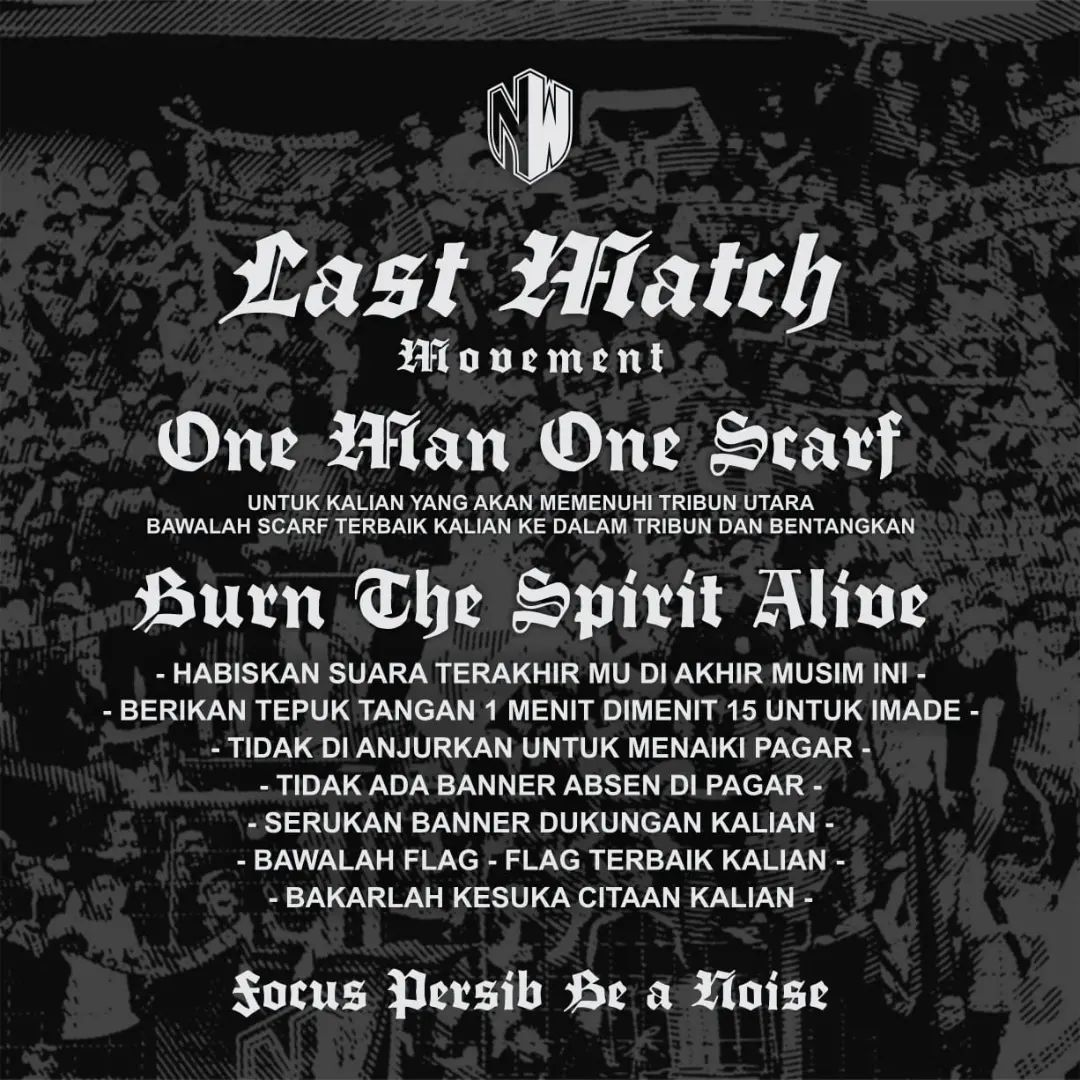 NW
Last Match
Movement
One Man One Scarf
UNTUK KALIAN YANG AKAN MEMENUHI TRIBUN UTARA
BAWALAH SCARF TERBAIK KALIAN KE DALAM TRIBUN DAN BENTANGKAN
Burn The Spirit Alive
- HABISKAN SUARA TERAKHIR MU DI AKHIR MUSIM INI -
- BERIKAN TEPUK TANGAN 1 MENIT DIMENIT 15 UNTUK IMADE -
- TIDAK DI ANJURKAN UNTUK MENAIKI PAGAR -
- TIDAK ADA BANNER ABSEN DI PAGAR -
- SERUKAN BANNER DUKUNGAN KALIAN -
- BAWALAH FLAG - FLAG TERBAIK KALIAN -
- BAKARLAH KESUKA CITAAN KALIAN -
Focus Persib Be a Noise